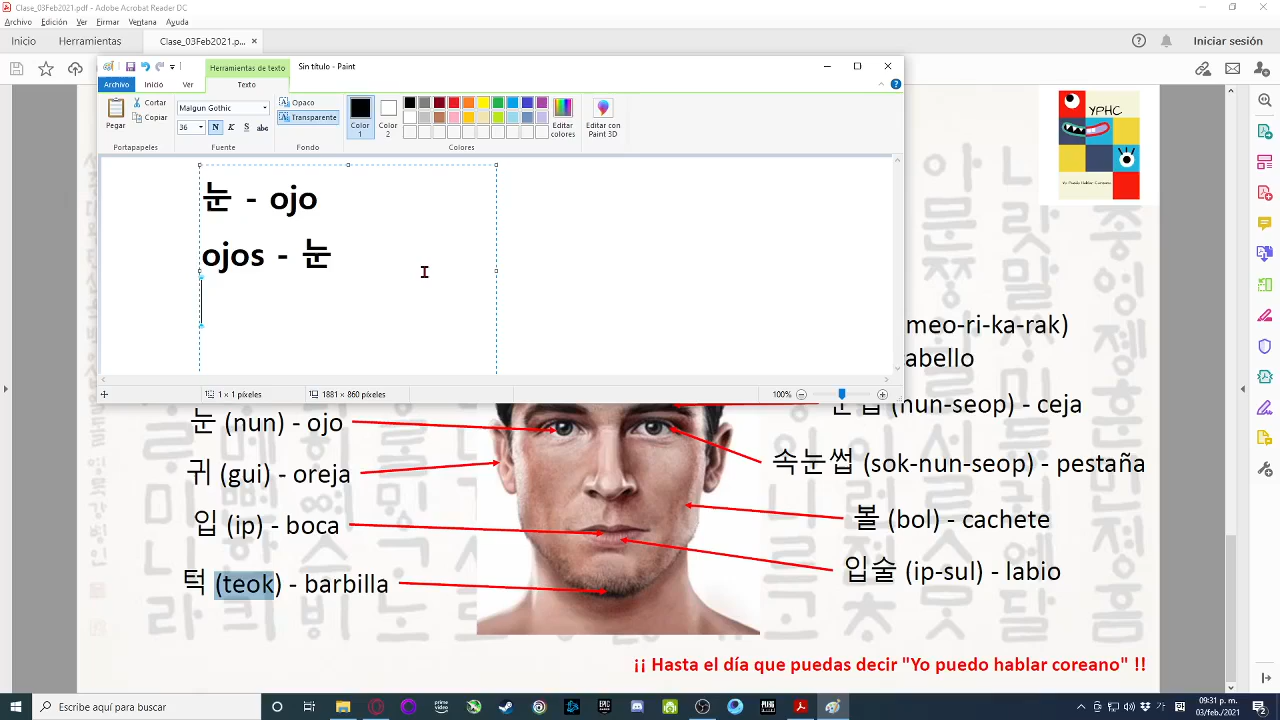 Clase_03Feb2021.pdf - Adobe Acrobat Reader DC
Archivo Edición Ver Firmar Ventana Ayuda
Inicio Herramientas Clase_03Feb2021.p... × Iniciar sesión
Herramientas de texto Sin título - Paint
Archivo Inicio Ver Texto
Pegar Cortar Copiar
Malgun Gothic
36 N K S abc
Opaco
Transparente
Color 1 Color 2 Editar colores Editar con Paint 3D
Portapapeles Fuente Fondo Colores
YPHC
Yo Puedo Hablar Coreano
눈 - ojo
ojos - 눈
1 × 1 píxeles 1881 × 860 píxeles 100%
meo-ri-ka-rak)
abello
(nun-seop) - ceja
눈 (nun) - ojo
귀 (gui) - oreja
입 (ip) - boca
턱 (teok) - barbilla
속눈썹 (sok-nun-seop) - pestaña
볼 (bol) - cachete
입술 (ip-sul) - labio
¡¡ Hasta el día que puedas decir "Yo puedo hablar coreano" !!
Escribe aquí para buscar
09:31 p. m.
03/feb./2021